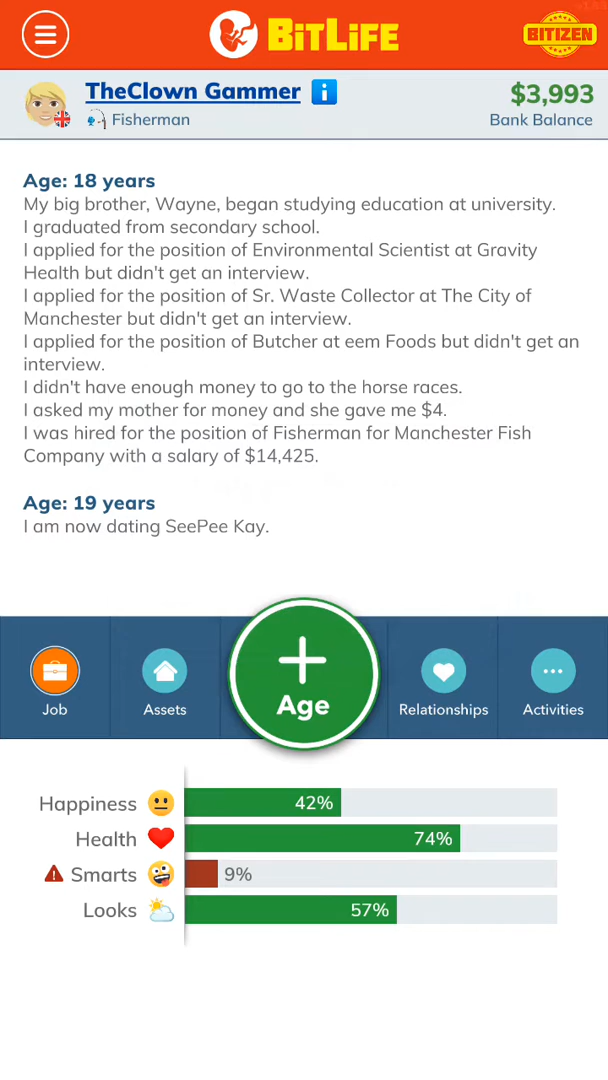 BITLIFE
BITIZEN
TheClown Gammer
$3,993
Fisherman
Bank Balance
Age: 18 years
My big brother, Wayne, began studying education at university.
I graduated from secondary school.
I applied for the position of Environmental Scientist at Gravity
Health but didn't get an interview.
I applied for the position of Sr. Waste Collector at The City of
Manchester but didn't get an interview.
I applied for the position of Butcher at eem Foods but didn't get an
interview.
I didn't have enough money to go to the horse races.
I asked my mother for money and she gave me $4.
I was hired for the position of Fisherman for Manchester Fish
Company with a salary of $14,425.
Age: 19 years
I am now dating SeePee Kay.
Job
Assets
Age
Relationships
Activities
Happiness 42%
Health 74%
Smarts 9%
Looks 57%